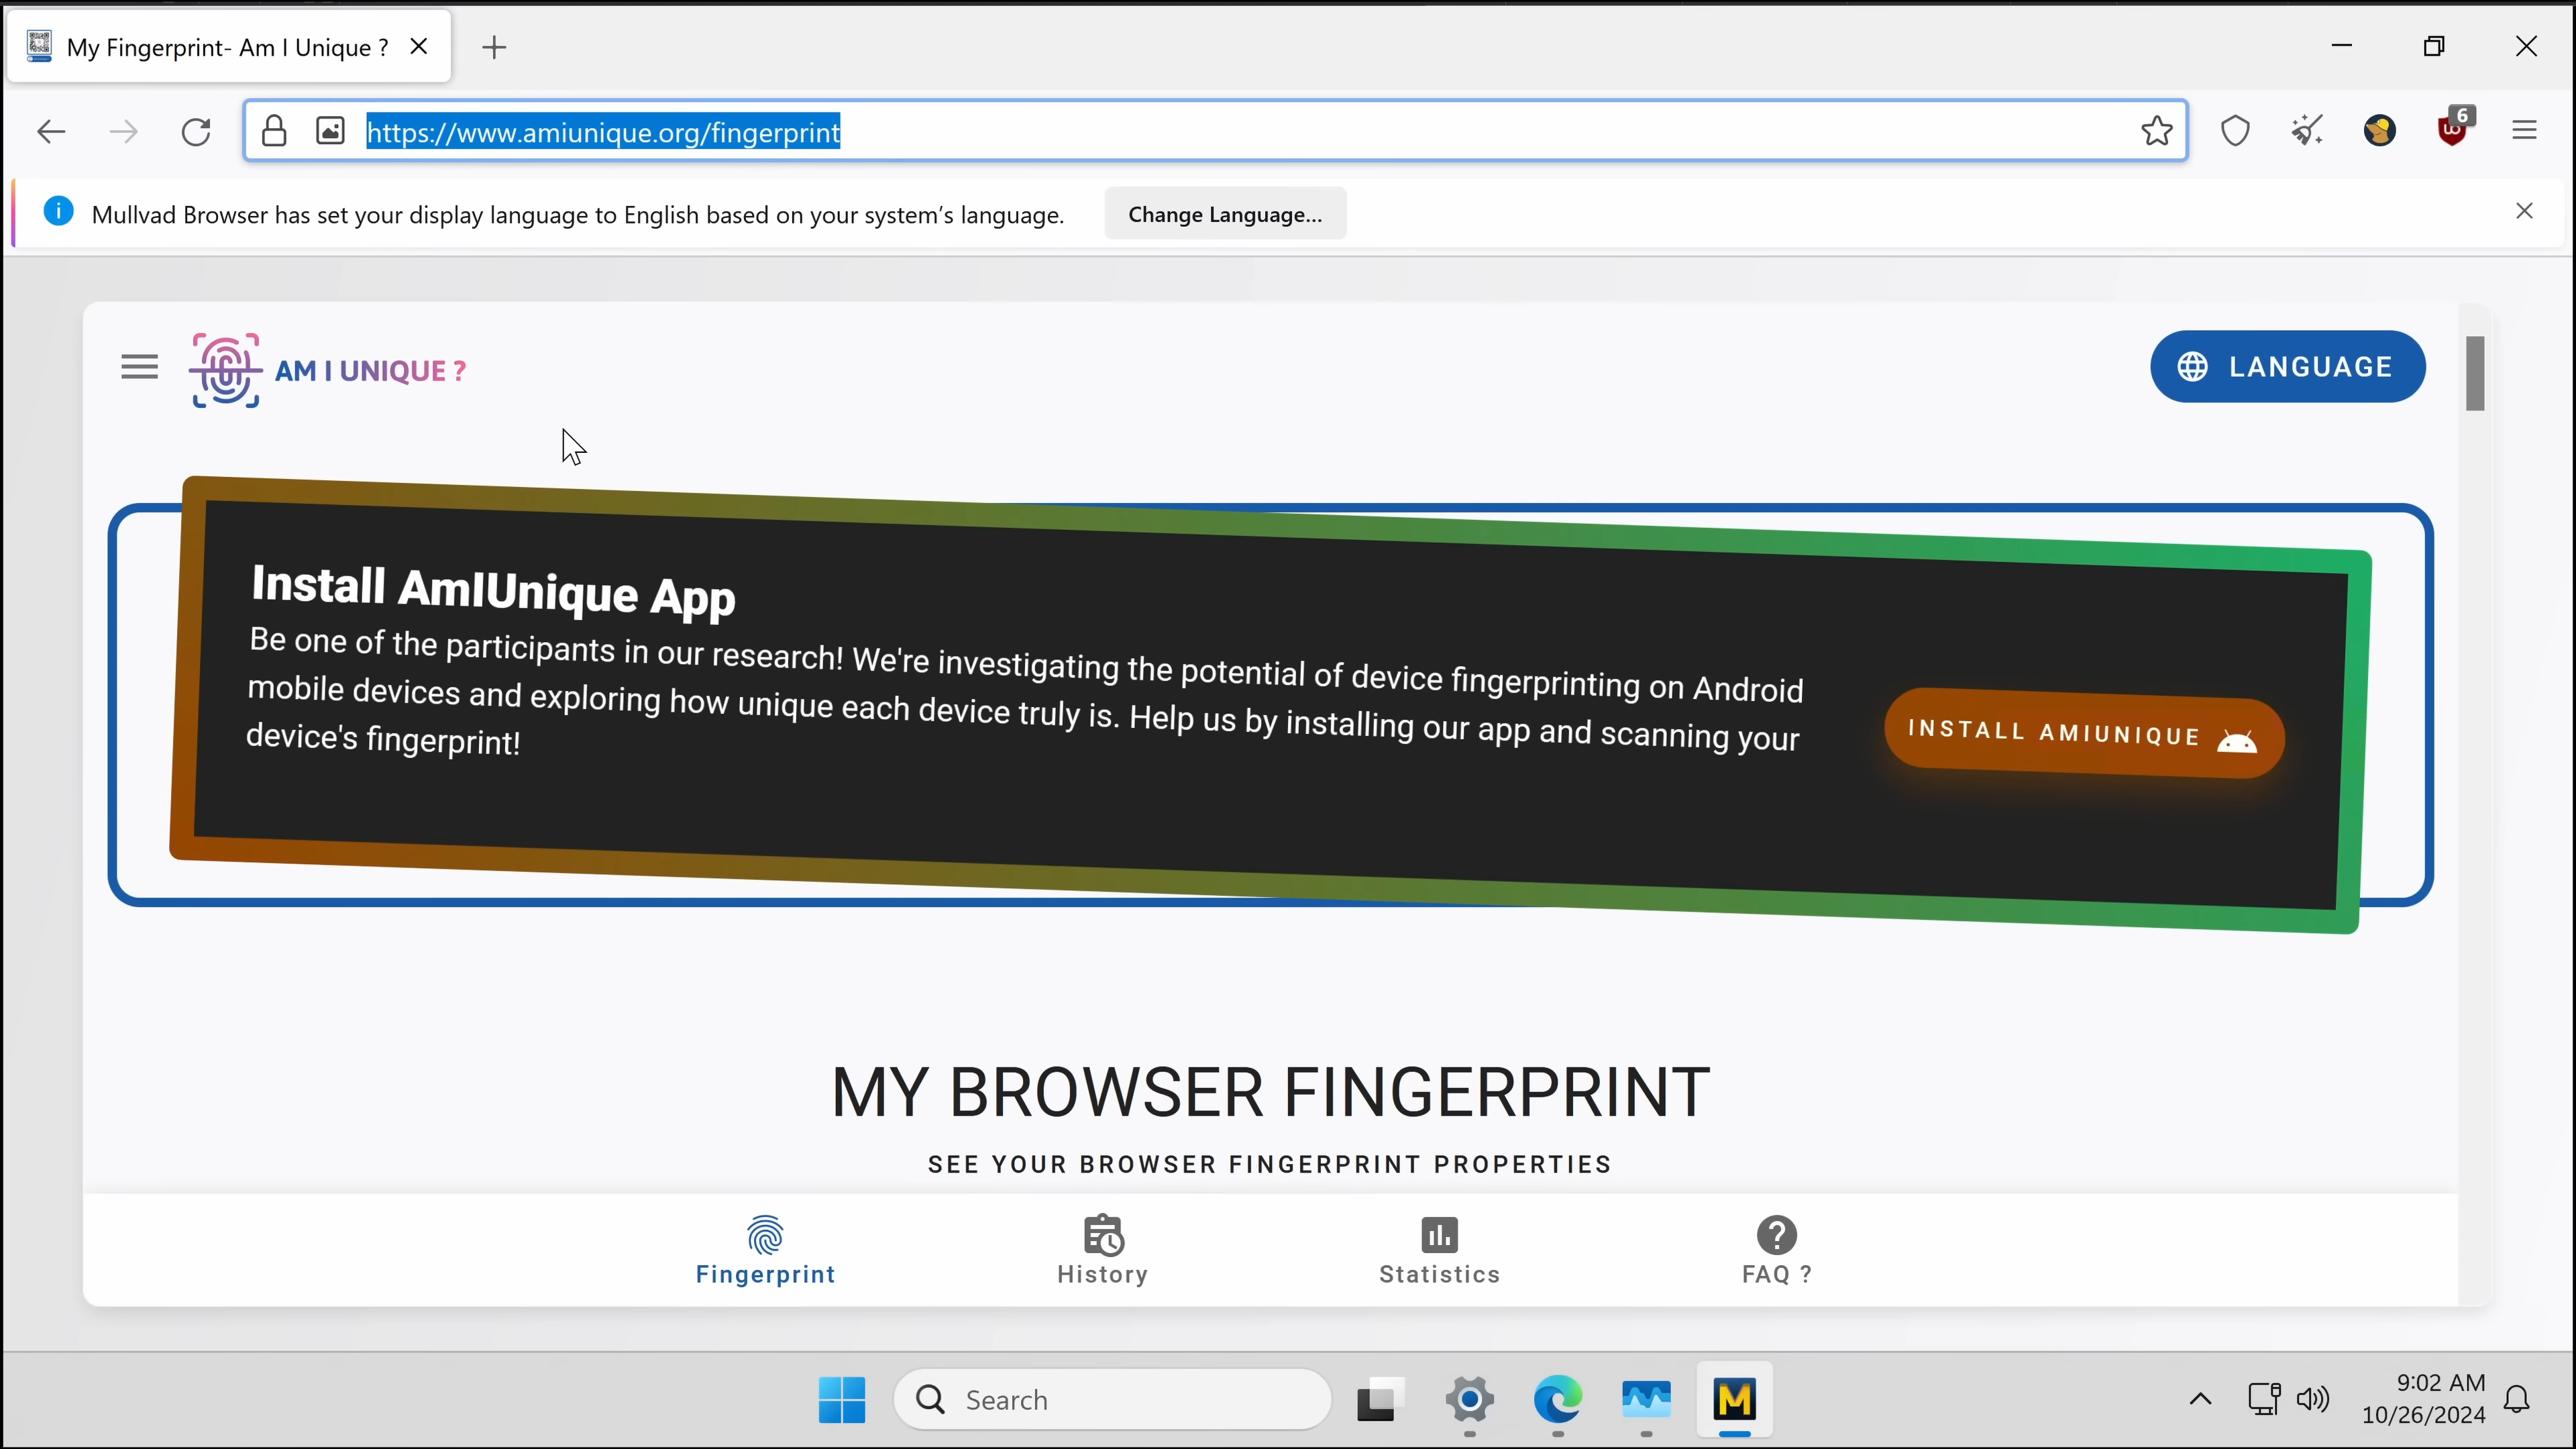 My Fingerprint- Am I Unique ?
https://www.amiunique.org/fingerprint
6
Mullvad Browser has set your display language to English based on your system's language.
Change Language...
AM I UNIQUE ?
LANGUAGE
Install AmIUnique App
Be one of the participants in our research! We're investigating the potential of device fingerprinting on Android
mobile devices and exploring how unique each device truly is. Help us by installing our app and scanning your
device's fingerprint!
INSTALL AMIUNIQUE
MY BROWSER FINGERPRINT
SEE YOUR BROWSER FINGERPRINT PROPERTIES
Fingerprint
History
Statistics
FAQ ?
Search
M
9:02 AM
10/26/2024